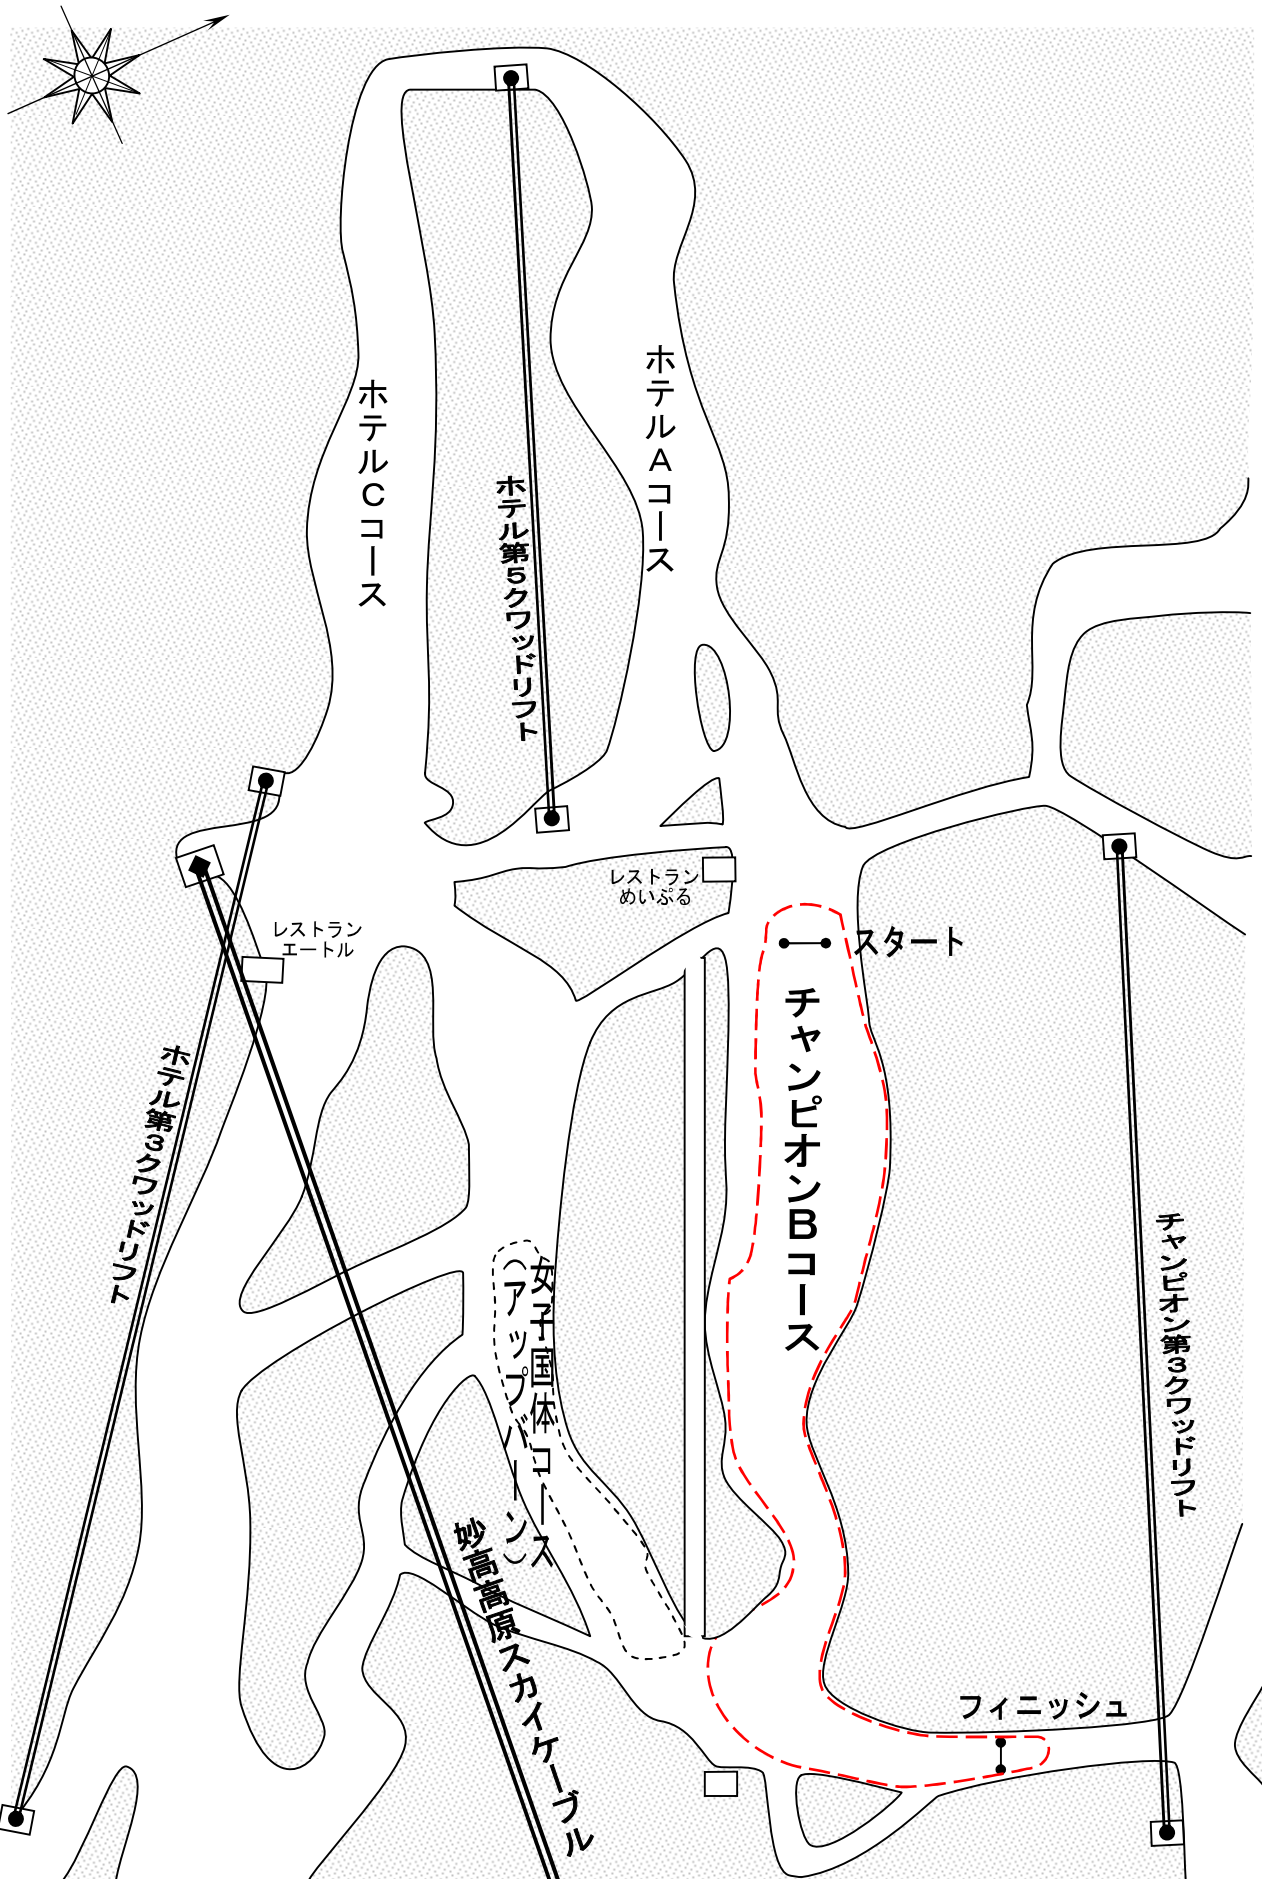 ホテルCコース
ホテルAコース
ホテル第5クワッドリフト
レストラン
めいぷる
レストラン
エートル
スタート
チャンピオンBコース
ホテル第3クワッドリフト
女子国体コース
（アップバーン）
チャンピオン第3クワッドリフト
妙高高原スカイケーブル
フィニッシュ